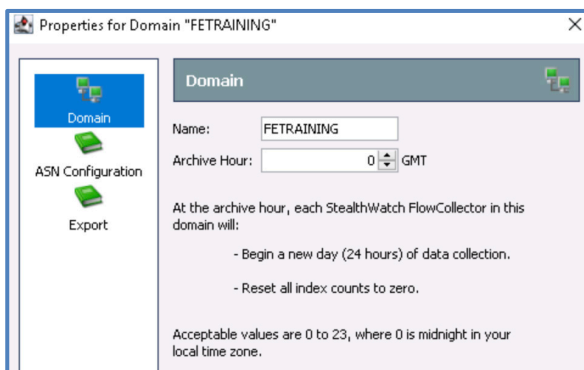 Properties for Domain "FETRAINING"
Domain
ASN Configuration
Export
Domain
Name: FETRAINING
Archive Hour: 0 GMT
At the archive hour, each StealthWatch FlowCollector in this
domain will:
- Begin a new day (24 hours) of data collection.
- Reset all index counts to zero.
Acceptable values are 0 to 23, where 0 is midnight in your
local time zone.